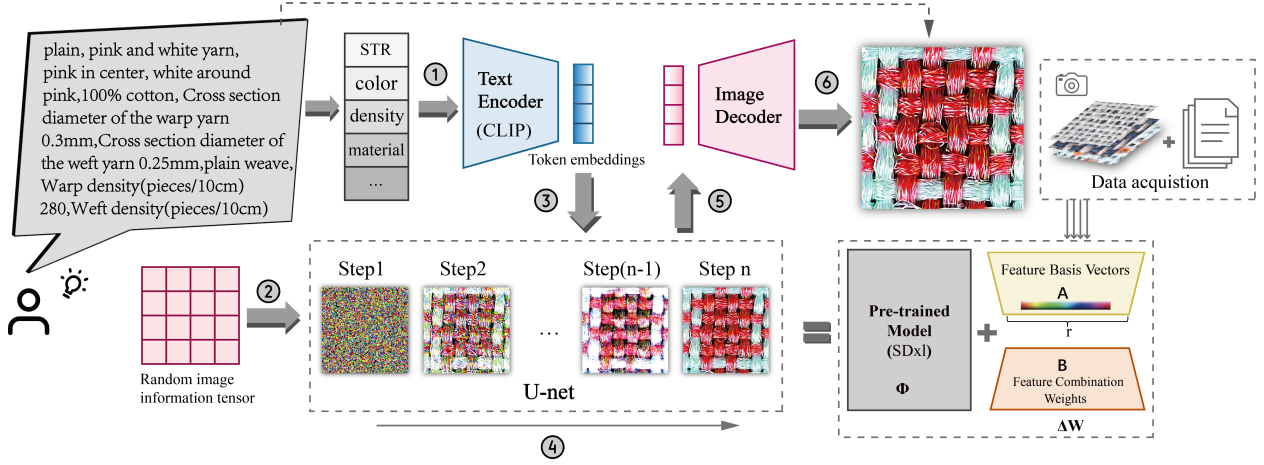 plain, pink and white yarn,
pink in center, white around
pink,100% cotton, Cross section
diameter of the warp yarn
0.3mm,Cross section diameter of
the weft yarn 0.25mm,plain weave,
Warp density(pieces/10cm)
280,Weft density(pieces/10cm)
STR
color
density
material
...
1
Text
Encoder
(CLIP)
Token embeddings
Image
Decoder
6
Data acquistion
3
5
2
Random image
information tensor
Step1
Step2
...
Step(n-1)
Step n
U-net
4
Pre-trained
Model
(SDxl)
Φ
Feature Basis Vectors
A
r
B
Feature Combination
Weights
ΔW